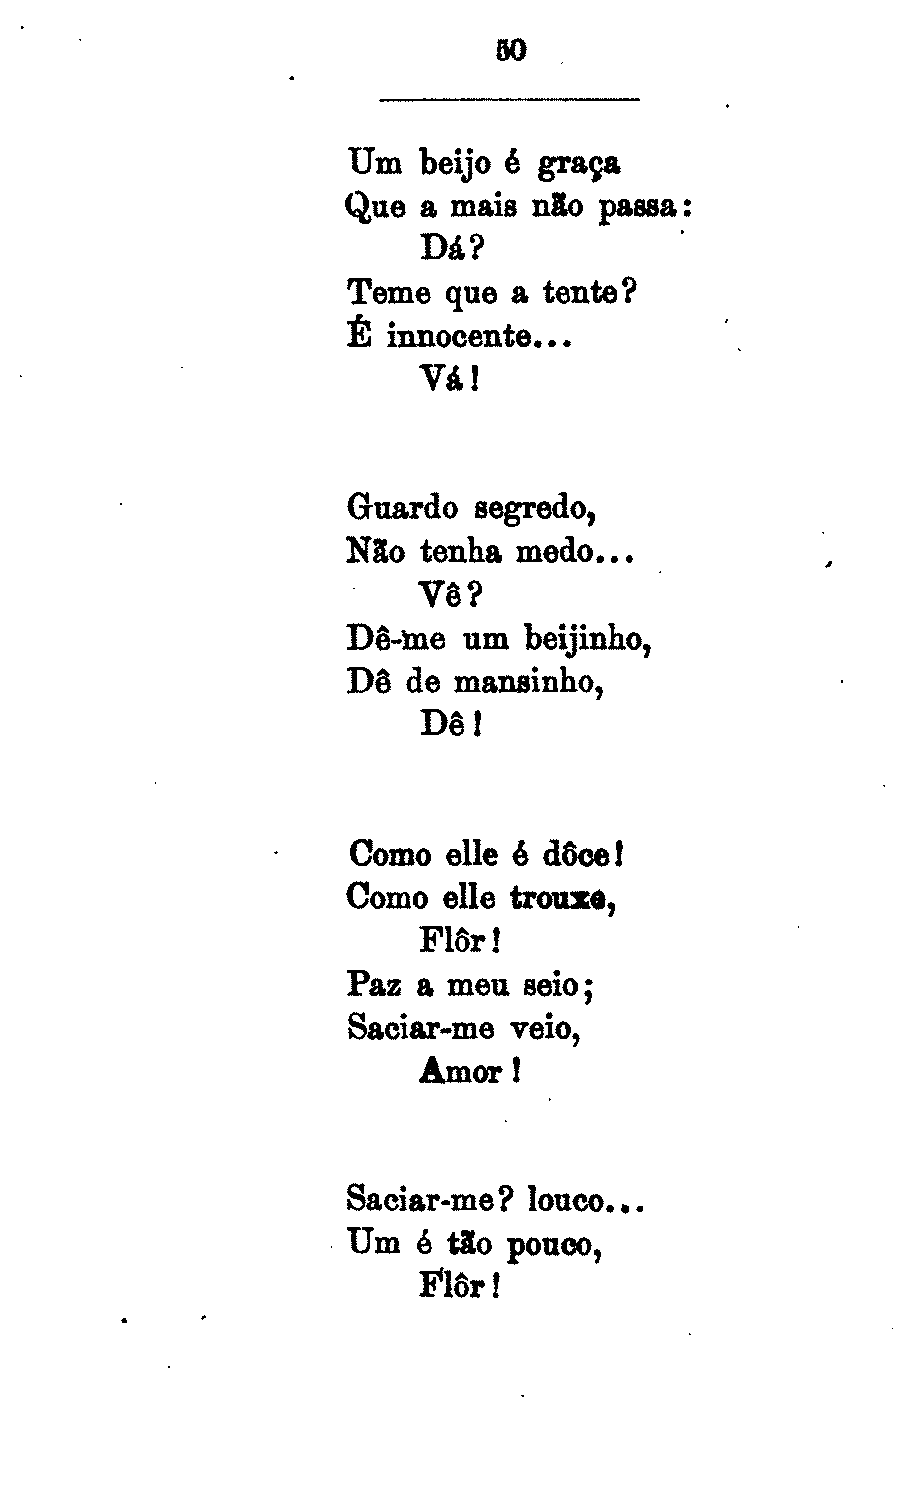 50
Um beijo é graça
Que a mais não passa:
Dá?
Teme que a tente?
É innocente...
Vá!
Guardo segredo,
Não tenha medo...
Vê?
Dê-me um beijinho,
Dê de mansinho,
Dê!
Como elle é dôce!
Como elle trouxe,
Flôr!
Paz a meu seio;
Saciar-me veio,
Amor!
Saciar-me? louco...
Um é tão pouco,
Flôr!